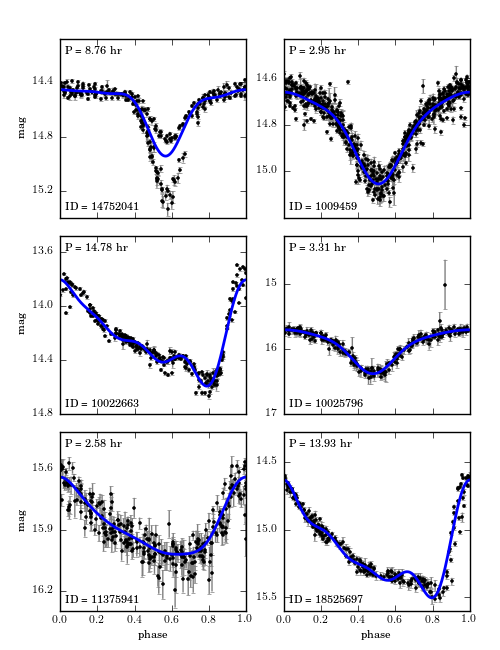 P = 8.76 hr
14.4
14.8
15.2
mag
ID = 14752041
P = 2.95 hr
14.6
14.8
15.0
ID = 1009459
P = 14.78 hr
13.6
14.0
14.4
14.8
mag
ID = 10022663
P = 3.31 hr
15
16
17
ID = 10025796
P = 2.58 hr
15.6
15.9
16.2
mag
ID = 11375941
0.0 0.2 0.4 0.6 0.8 1.0
phase
P = 13.93 hr
14.5
15.0
15.5
ID = 18525697
0.0 0.2 0.4 0.6 0.8 1.0
phase